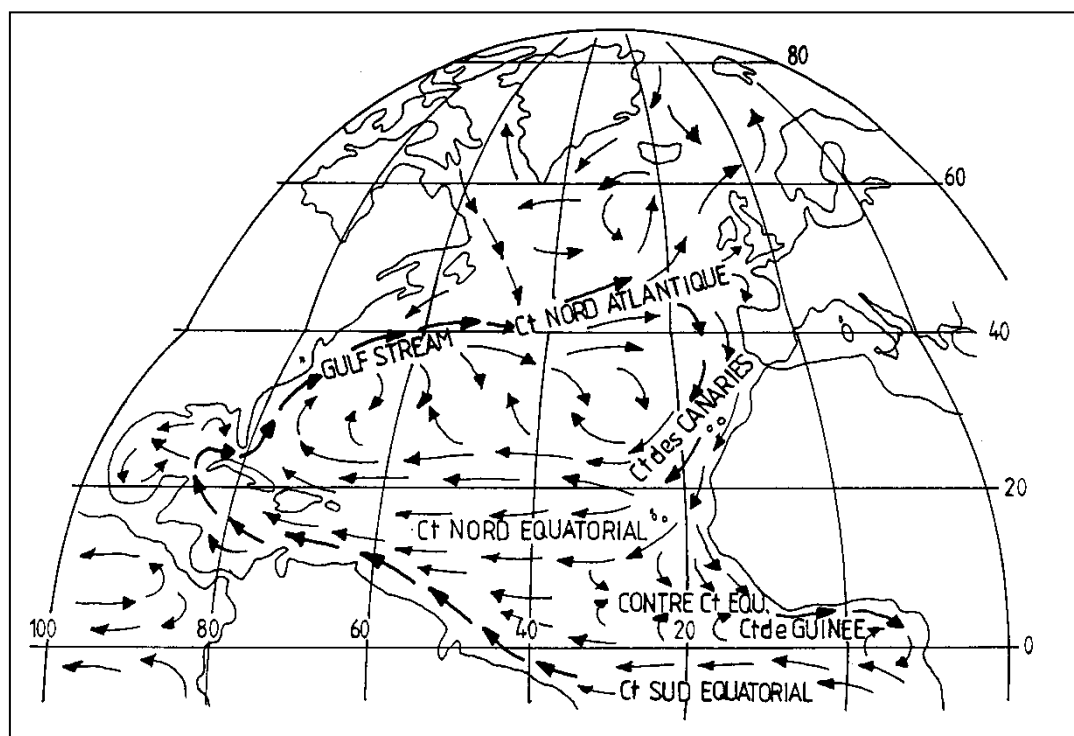 80
60
Ct NORD ATLANTIQUE
40
GULF STREAM
Ct des CANARIES
20
Ct NORD EQUATORIAL
CONTRE Ct EQU.
Ct de GUINEE
100
80
60
40
20
0
Ct SUD EQUATORIAL